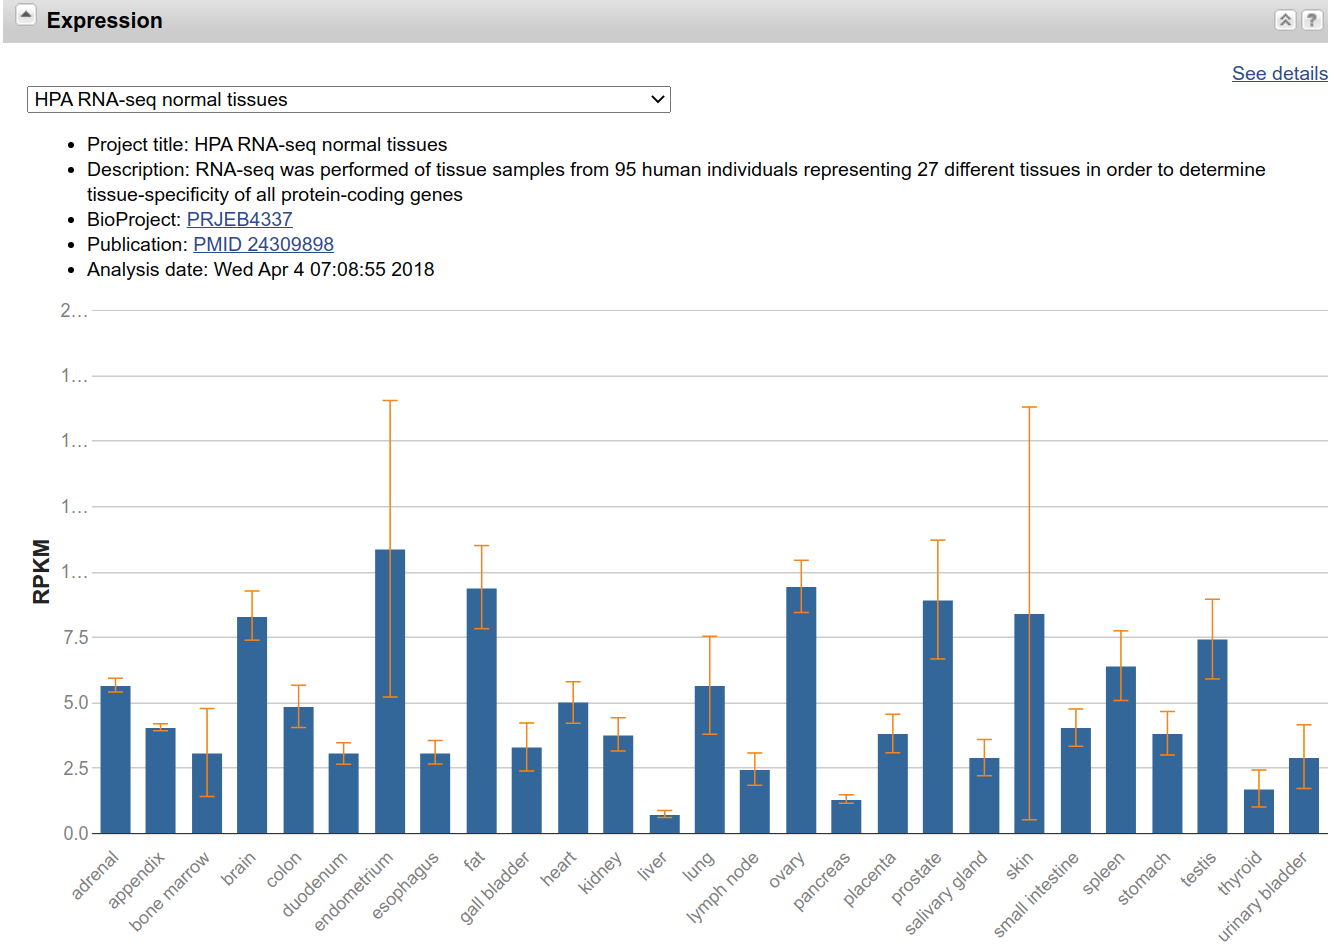 Expression
?
See details
HPA RNA-seq normal tissues
Project title: HPA RNA-seq normal tissues
Description: RNA-seq was performed of tissue samples from 95 human individuals representing 27 different tissues in order to determine
tissue-specificity of all protein-coding genes
BioProject: PRJEB4337
Publication: PMID 24309898
Analysis date: Wed Apr 4 07:08:55 2018
2...
1...
1...
1...
1...
7.5
5.0
2.5
0.0
RPKM
adrenal
appendix
bone marrow
brain
colon
duodenum
endometrium
esophagus
fat
gall bladder
heart
kidney
liver
lung
lymph node
ovary
pancreas
placenta
prostate
salivary gland
skin
small intestine
spleen
stomach
testis
thyroid
urinary bladder